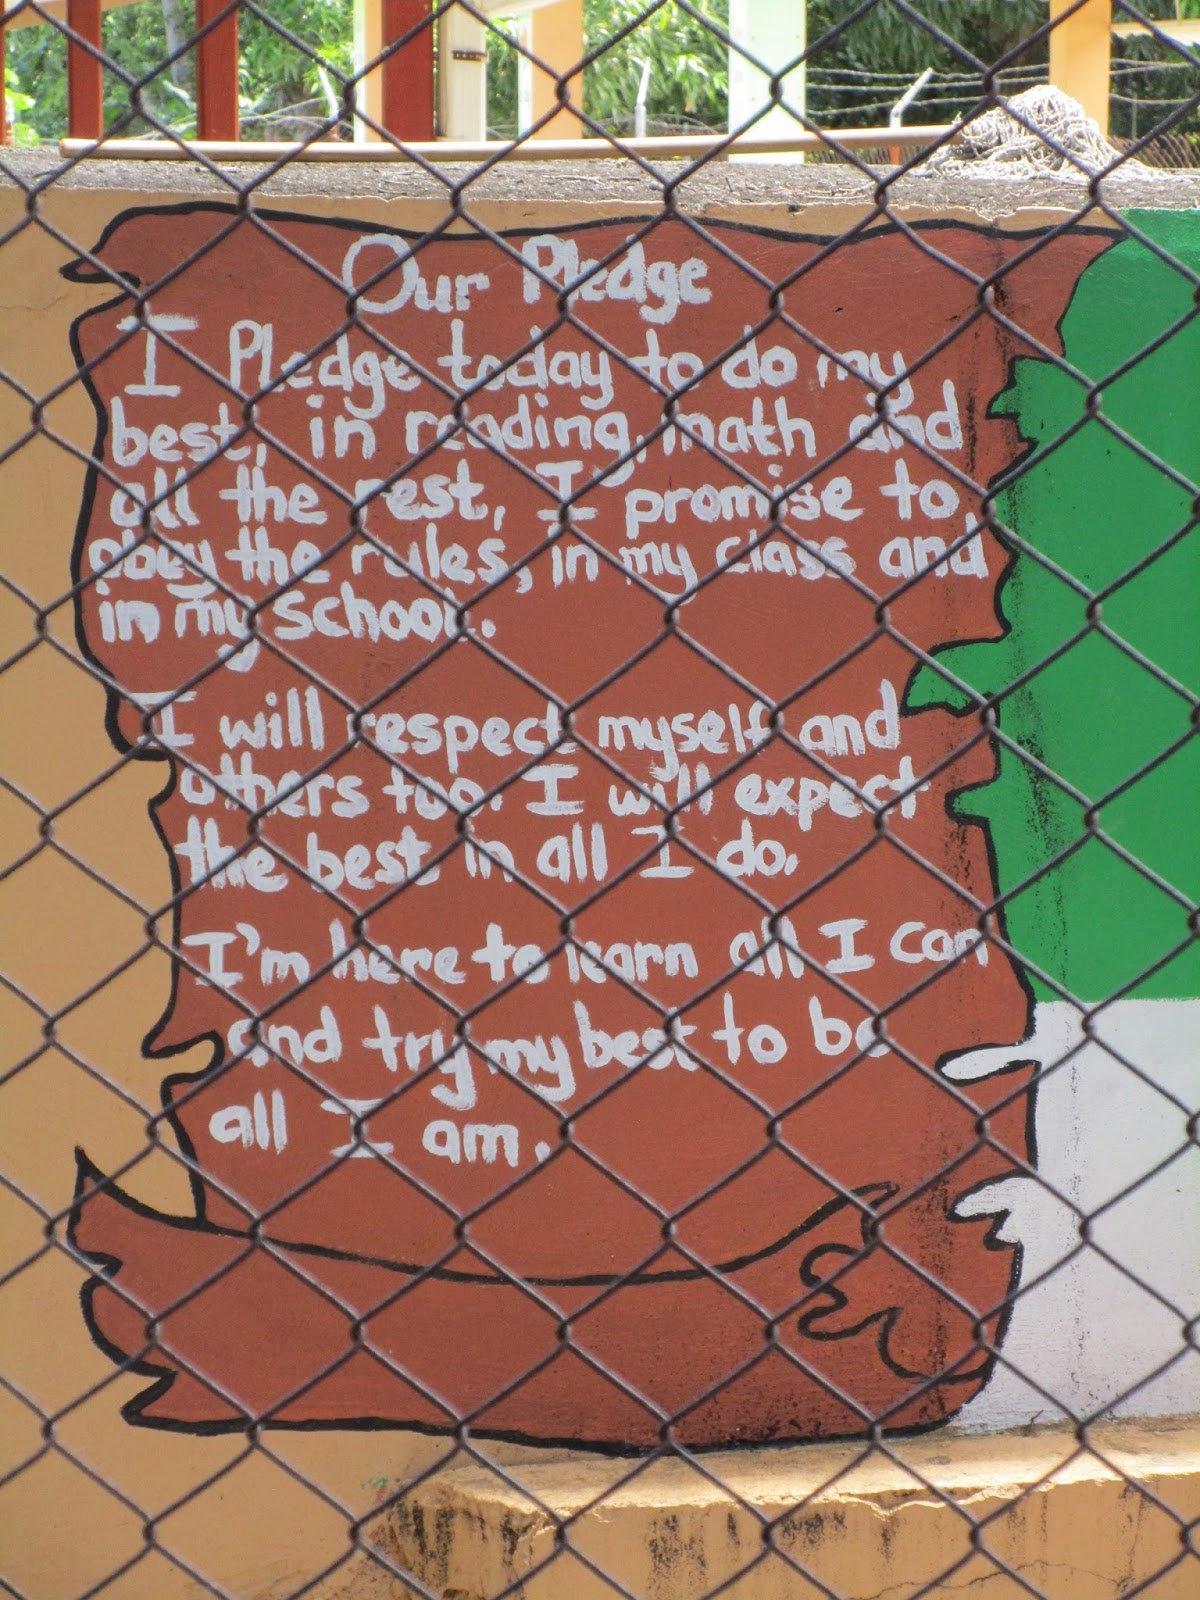 Our Pledge
I Pledge today to do my
best, in reading, math and
all the rest, I promise to
obey the rules, in my class and
in my school.
I will respect myself and
others too. I will expect
the best in all I do.
I'm here to learn all I can
and try my best to be
all I am.